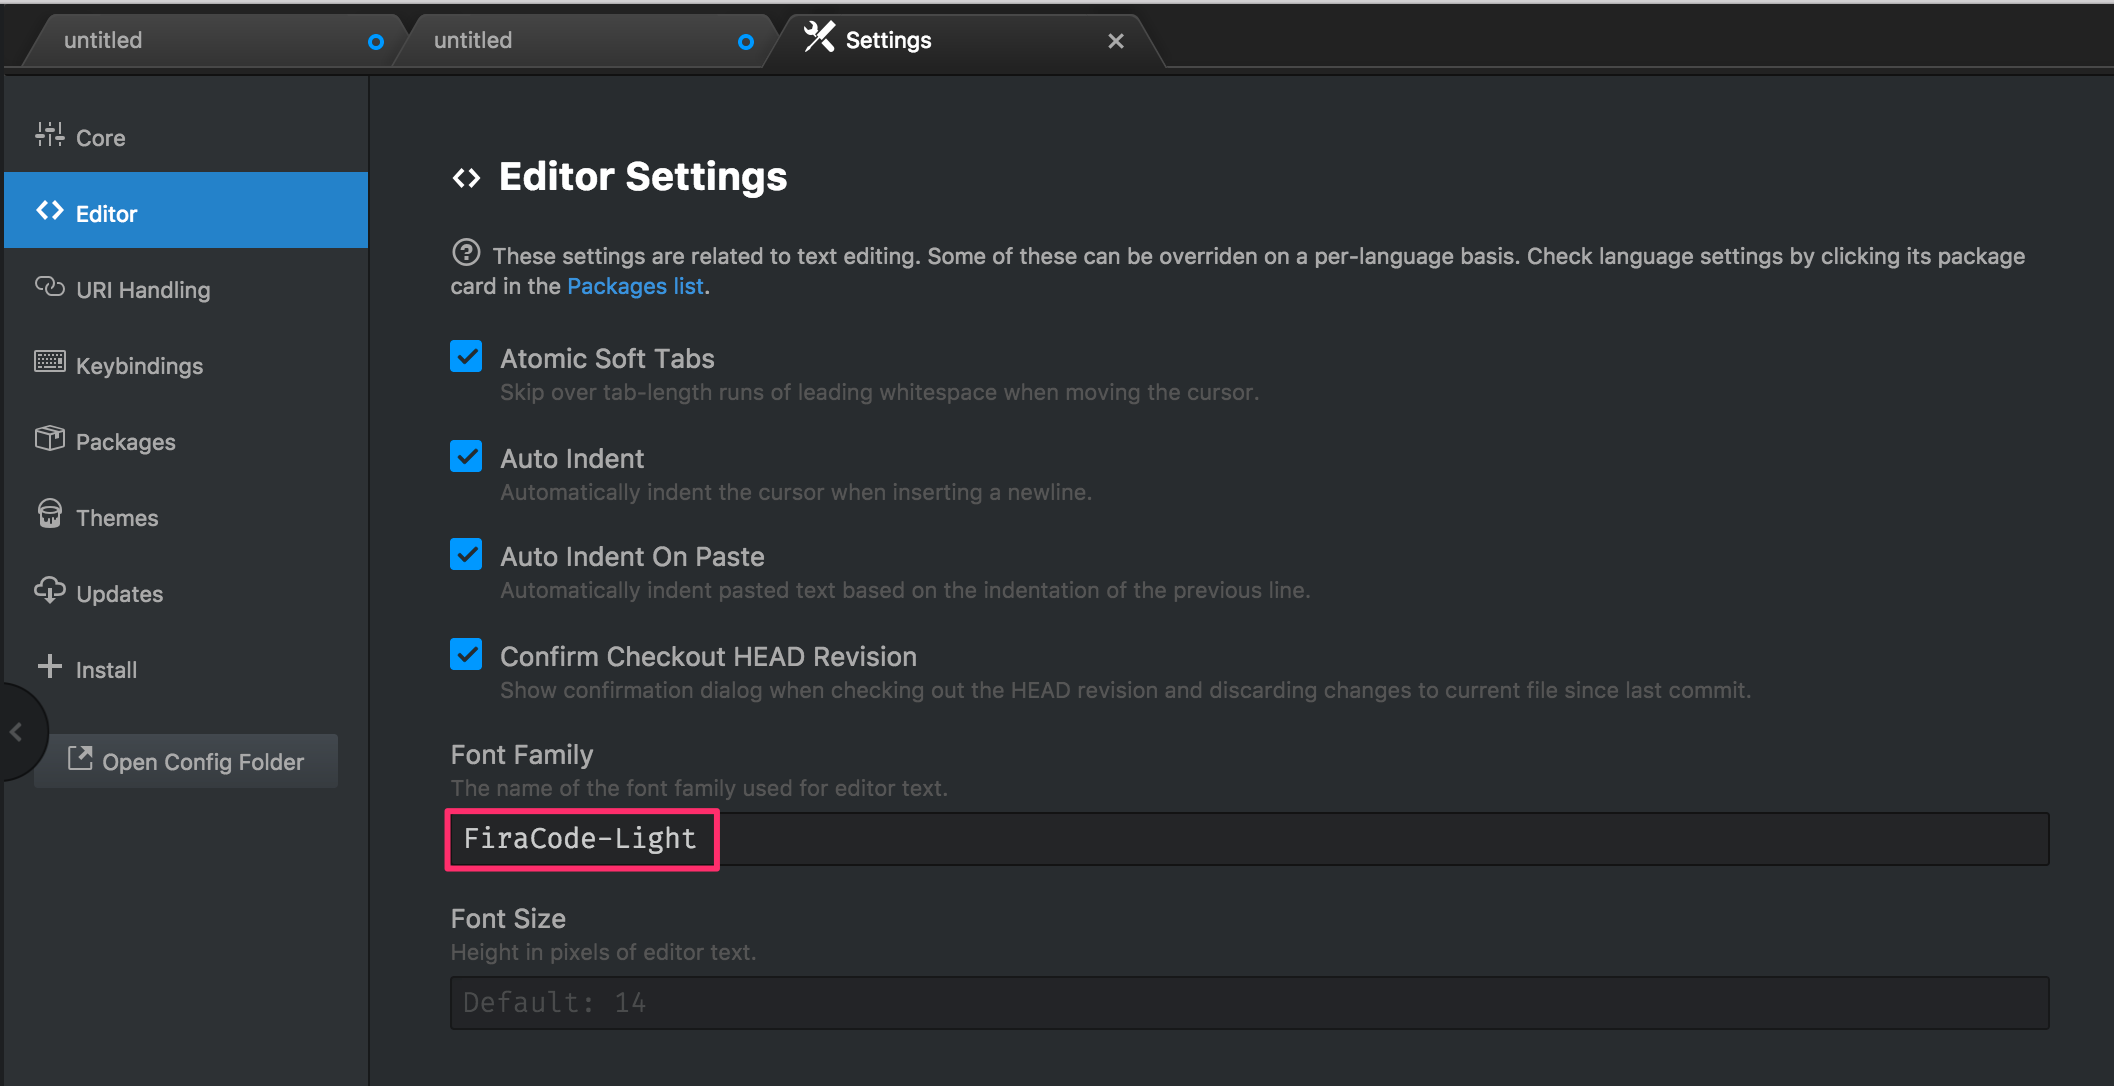 untitled
untitled
Settings
Core
Editor
URI Handling
Keybindings
Packages
Themes
Updates
Install
Open Config Folder
Editor Settings
These settings are related to text editing. Some of these can be overriden on a per-language basis. Check language settings by clicking its package
card in the Packages list.
Atomic Soft Tabs
Skip over tab-length runs of leading whitespace when moving the cursor.
Auto Indent
Automatically indent the cursor when inserting a newline.
Auto Indent On Paste
Automatically indent pasted text based on the indentation of the previous line.
Confirm Checkout HEAD Revision
Show confirmation dialog when checking out the HEAD revision and discarding changes to current file since last commit.
Font Family
The name of the font family used for editor text.
FiraCode-Light
Font Size
Height in pixels of editor text.
Default: 14